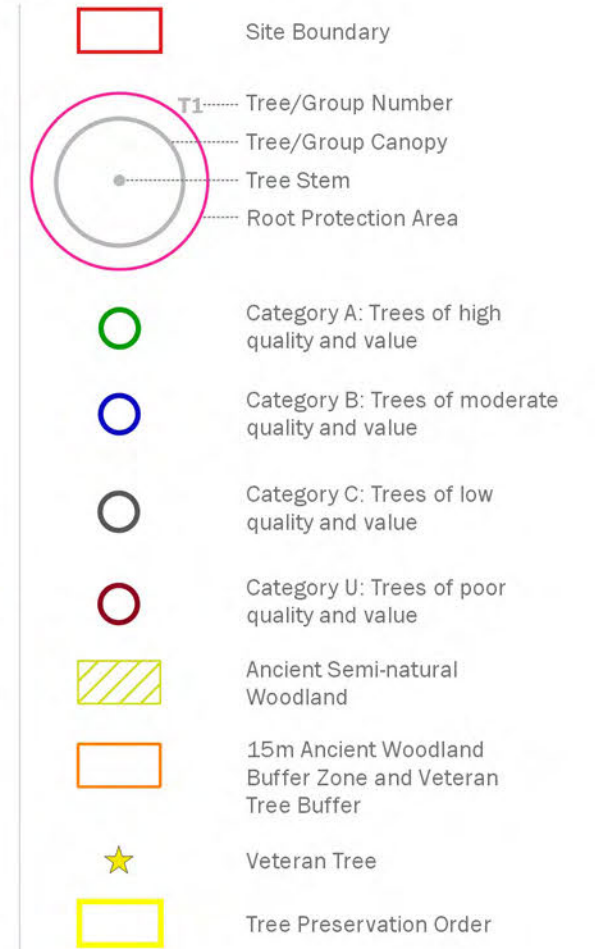 Site Boundary
T1
Tree/Group Number
Tree/Group Canopy
Tree Stem
Root Protection Area
Category A: Trees of high
quality and value
Category B: Trees of moderate
quality and value
Category C: Trees of low
quality and value
Category U: Trees of poor
quality and value
Ancient Semi-natural
Woodland
15m Ancient Woodland
Buffer Zone and Veteran
Tree Buffer
Veteran Tree
Tree Preservation Order